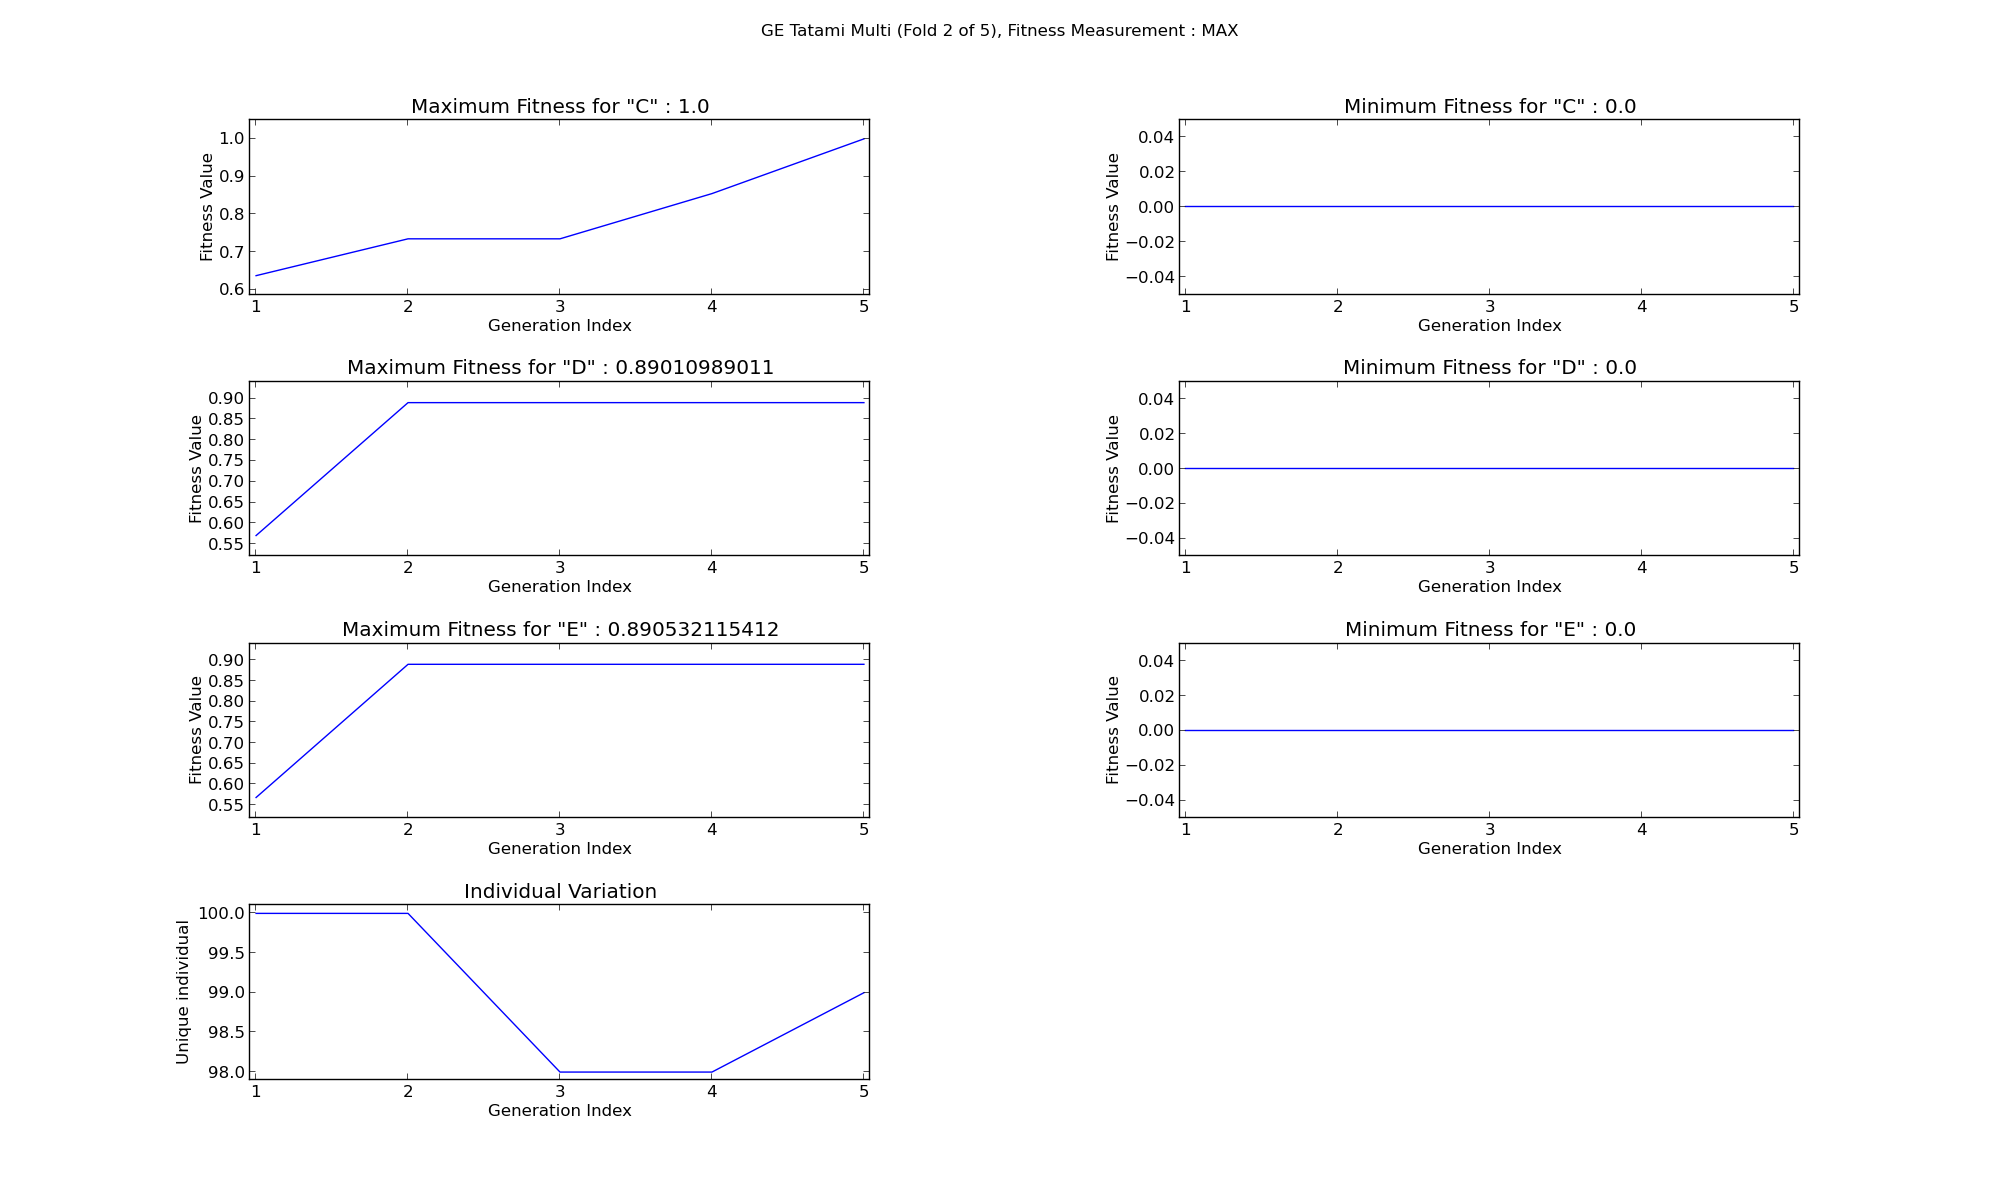 GE Tatami Multi (Fold 2 of 5), Fitness Measurement : MAX
Maximum Fitness for "C" : 1.0
Fitness Value
1.0
0.9
0.8
0.7
0.6
1 2 3 4 5
Generation Index
Minimum Fitness for "C" : 0.0
Fitness Value
0.04
0.02
0.00
−0.02
−0.04
1 2 3 4 5
Generation Index
Maximum Fitness for "D" : 0.89010989011
Fitness Value
0.90
0.85
0.80
0.75
0.70
0.65
0.60
0.55
1 2 3 4 5
Generation Index
Minimum Fitness for "D" : 0.0
Fitness Value
0.04
0.02
0.00
−0.02
−0.04
1 2 3 4 5
Generation Index
Maximum Fitness for "E" : 0.890532115412
Fitness Value
0.90
0.85
0.80
0.75
0.70
0.65
0.60
0.55
1 2 3 4 5
Generation Index
Minimum Fitness for "E" : 0.0
Fitness Value
0.04
0.02
0.00
−0.02
−0.04
1 2 3 4 5
Generation Index
Individual Variation
Unique individual
100.0
99.5
99.0
98.5
98.0
1 2 3 4 5
Generation Index